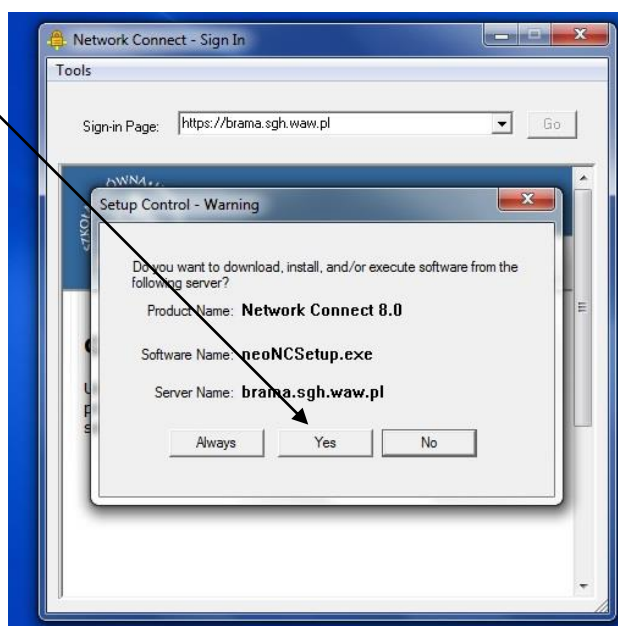 Network Connect - Sign In
Tools
Sign-in Page: https://brama.sgh.waw.pl Go
Setup Control - Warning
Do you want to download, install, and/or execute software from the
following server?
Product Name: Network Connect 8.0
Software Name: neoNCSetup.exe
Server Name: brama.sgh.waw.pl
Always Yes No